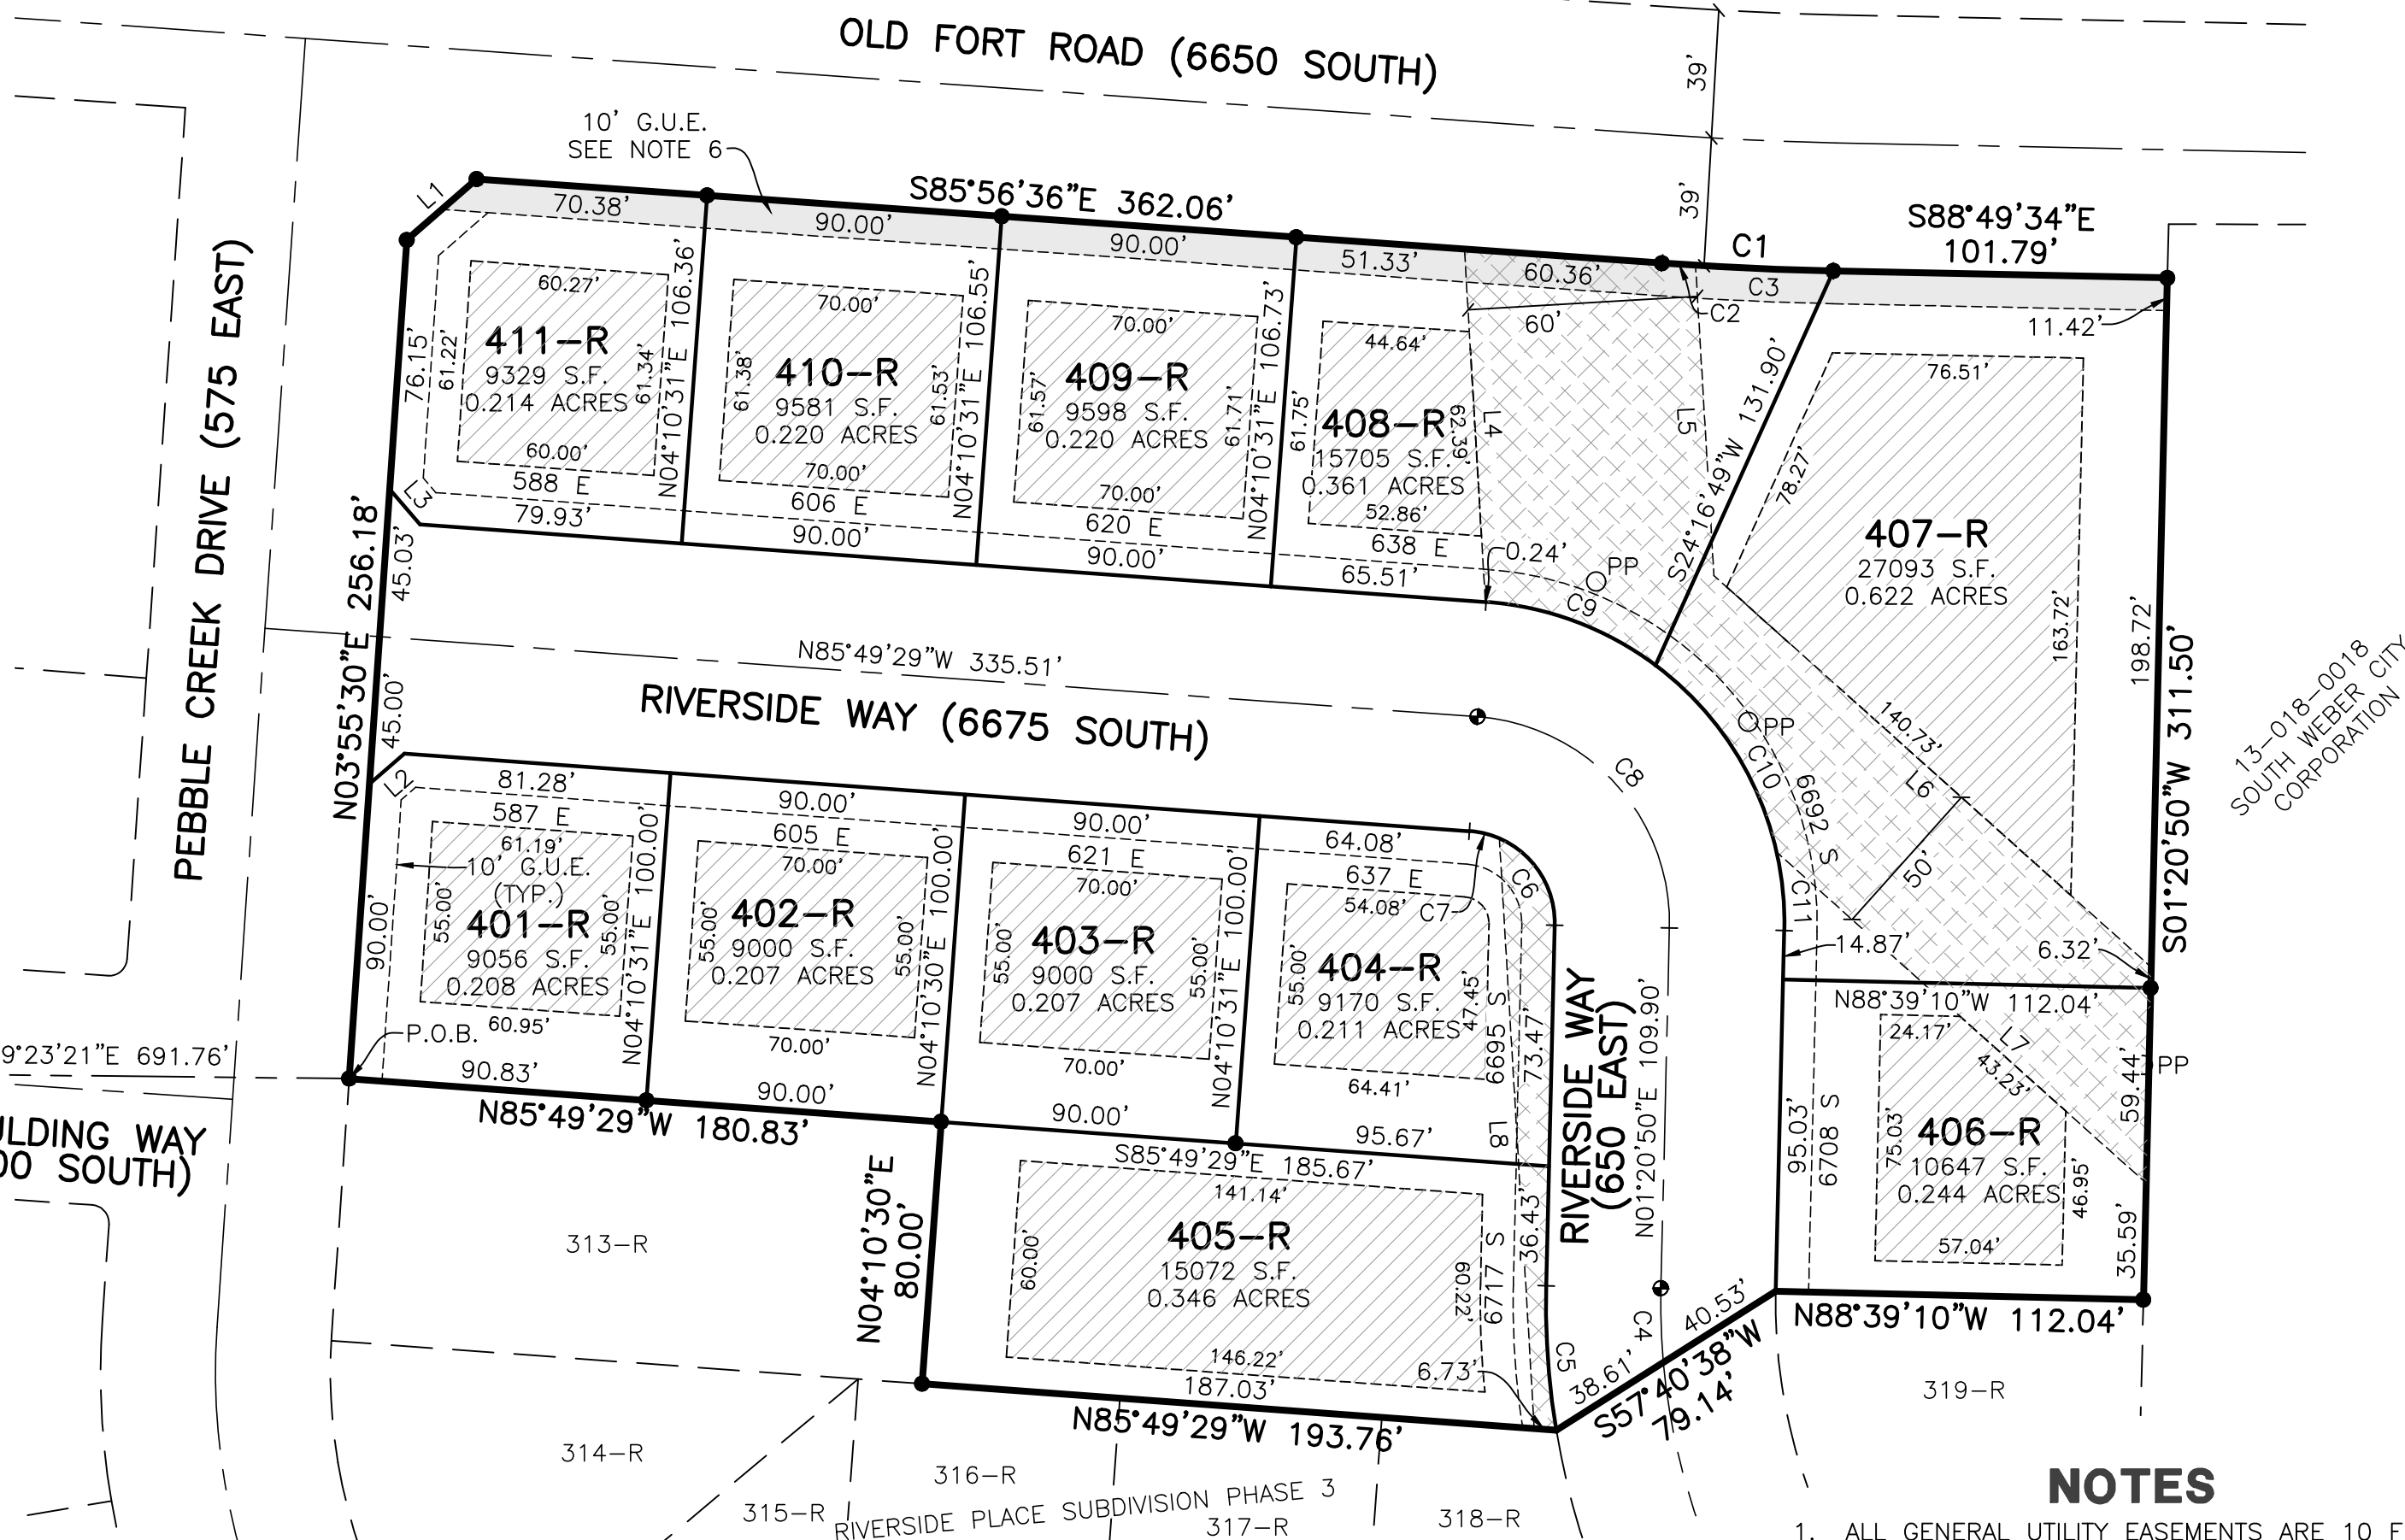 OLD FORT ROAD (6650 SOUTH)
39'
39'
10' G.U.E.
SEE NOTE 6
L1
S85°56'36"E 362.06'
70.38'
90.00'
90.00'
51.33'
60.36'
C1
C2
C3
S88°49'34"E
101.79'
11.42'
60'
PEBBLE CREEK DRIVE (575 EAST)
N03°55'30"E 256.18'
76.15'
45.03'
45.00'
90.00'
60.27'
61.22'
411-R
9329 S.F.
0.214 ACRES
61.34'
60.00'
588 E
79.93'
L3
N04°10'31"E 106.36'
70.00'
61.38'
410-R
9581 S.F.
0.220 ACRES
61.53'
70.00'
606 E
90.00'
N04°10'31"E 106.55'
70.00'
61.57'
409-R
9598 S.F.
0.220 ACRES
61.71'
70.00'
620 E
90.00'
N04°10'31"E 106.73'
44.64'
61.75'
408-R
15705 S.F.
0.361 ACRES
62.39'
52.86'
638 E
65.51'
L4
L5
0.24'
PP
C9
S24°16'49"W 131.90'
76.51'
78.27'
407-R
27093 S.F.
0.622 ACRES
163.72'
198.72'
S01°20'50"W 311.50'
140.73'
L6
50'
PP
C10
6692 S
C11
14.87'
6.32'
13-018-0018
SOUTH WEBER CITY
CORPORATION
N85°49'29"W 335.51'
RIVERSIDE WAY (6675 SOUTH)
C8
L2
81.28'
587 E
61.19'
10' G.U.E.
(TYP.)
401-R
9056 S.F.
0.208 ACRES
55.00'
55.00'
60.95'
90.83'
N04°10'31"E 100.00'
90.00'
605 E
70.00'
402-R
9000 S.F.
0.207 ACRES
55.00'
55.00'
70.00'
90.00'
N04°10'30"E 100.00'
90.00'
621 E
70.00'
403-R
9000 S.F.
0.207 ACRES
55.00'
55.00'
70.00'
90.00'
N04°10'31"E 100.00'
64.08'
637 E
54.08'
C7
C6
404-R
9170 S.F.
0.211 ACRES
55.00'
47.45'
6695 S
73.47'
64.41'
95.67'
L8
RIVERSIDE WAY
(650 EAST)
N01°20'50"E 109.90'
N88°39'10"W 112.04'
24.17'
L7
43.23'
PP
59.44'
95.03'
6708 S
75.03'
406-R
10647 S.F.
0.244 ACRES
46.95'
57.04'
35.59'
N88°39'10"W 112.04'
P.O.B.
9°23'21"E 691.76'
ULDING WAY
00 SOUTH)
N85°49'29"W 180.83'
N04°10'30"E
80.00'
S85°49'29"E 185.67'
141.14'
60.00'
405-R
15072 S.F.
0.346 ACRES
60.22'
6719 S
36.43'
146.22'
6.73'
C5
C4
187.03'
N85°49'29"W 193.76'
40.53'
38.61'
S57°40'38"W
79.14'
313-R
314-R
315-R
316-R
317-R
318-R
319-R
RIVERSIDE PLACE SUBDIVISION PHASE 3
NOTES
1. ALL GENERAL UTILITY EASEMENTS ARE 10 F